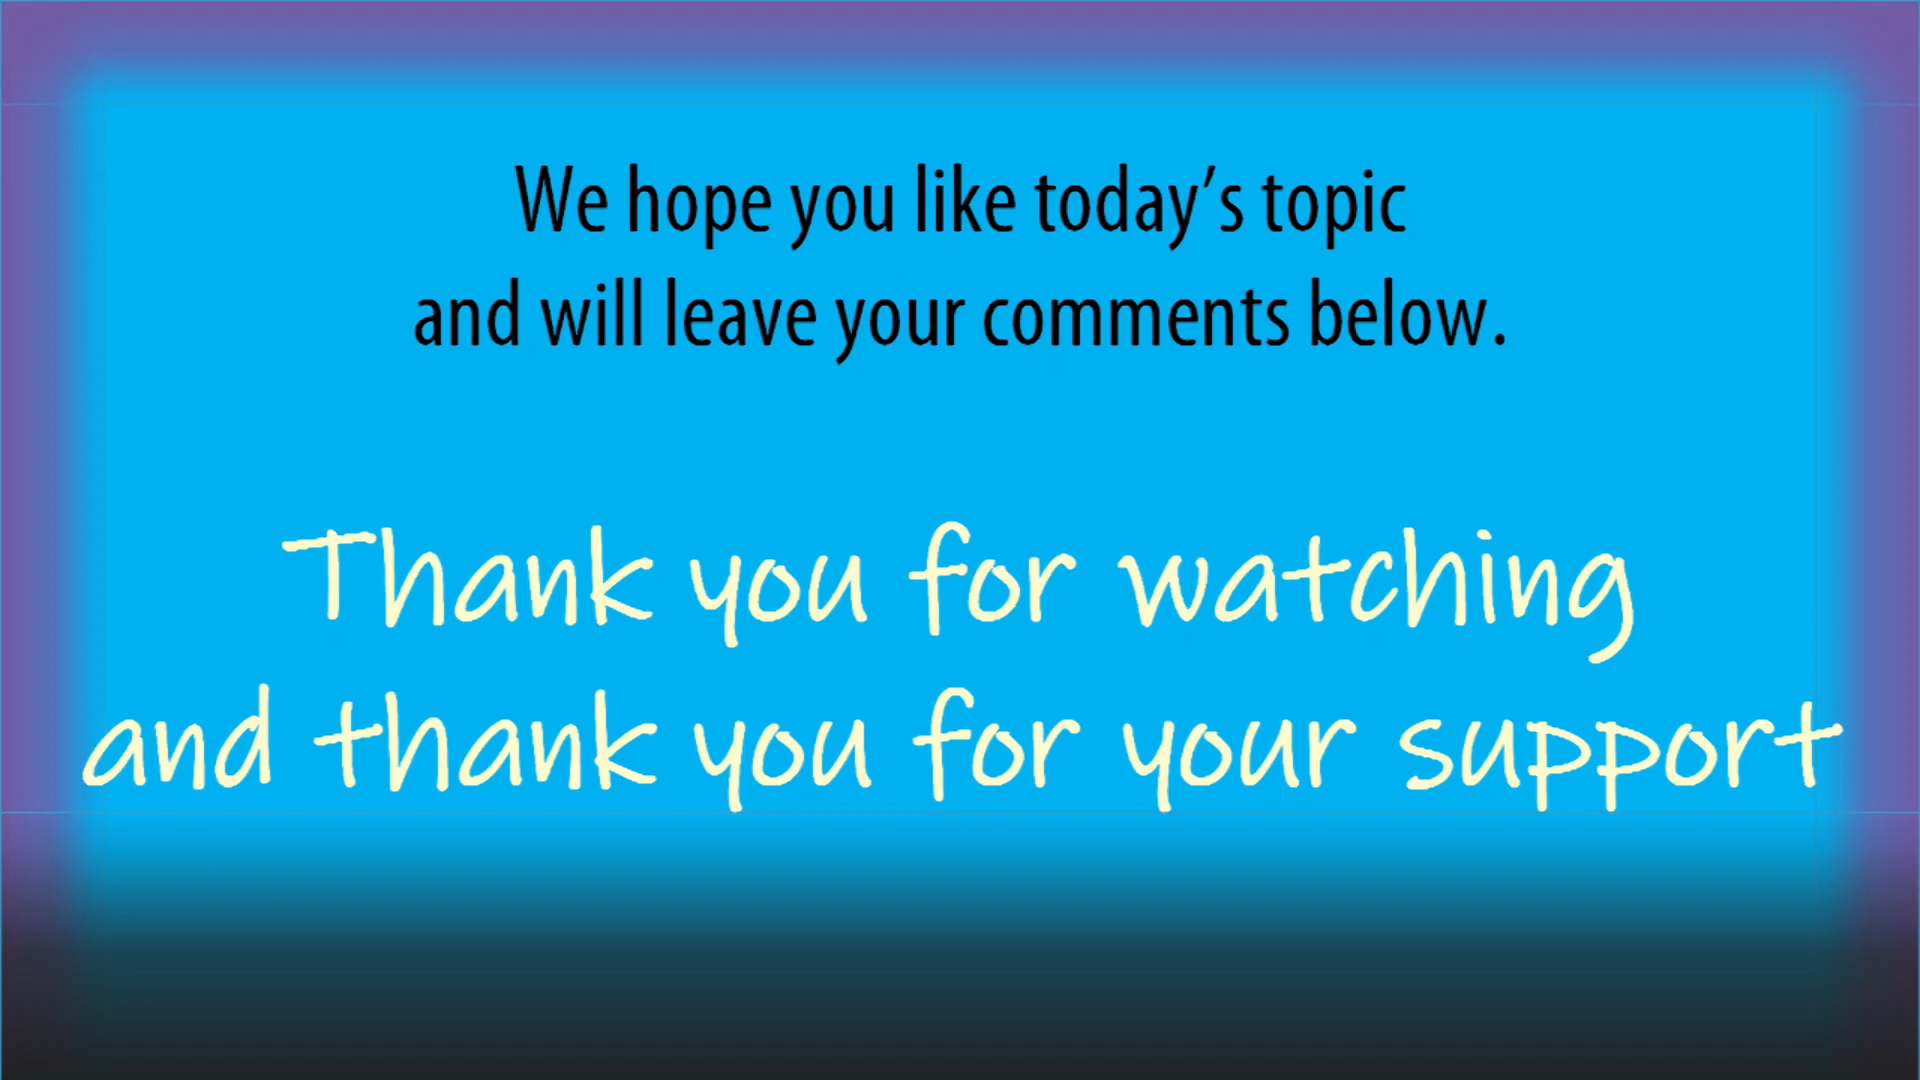 We hope you like today’s topic
and will leave your comments below.
Thank you for watching
and thank you for your support